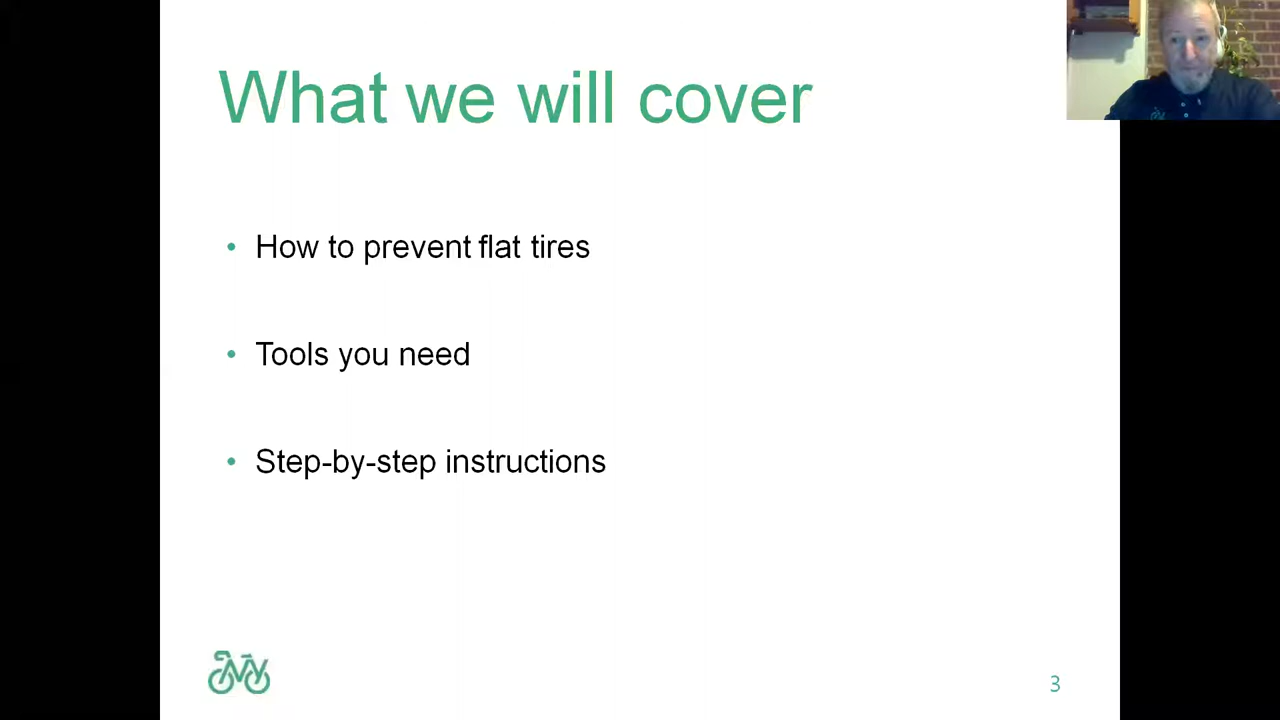 What we will cover
• How to prevent flat tires
• Tools you need
• Step-by-step instructions
3